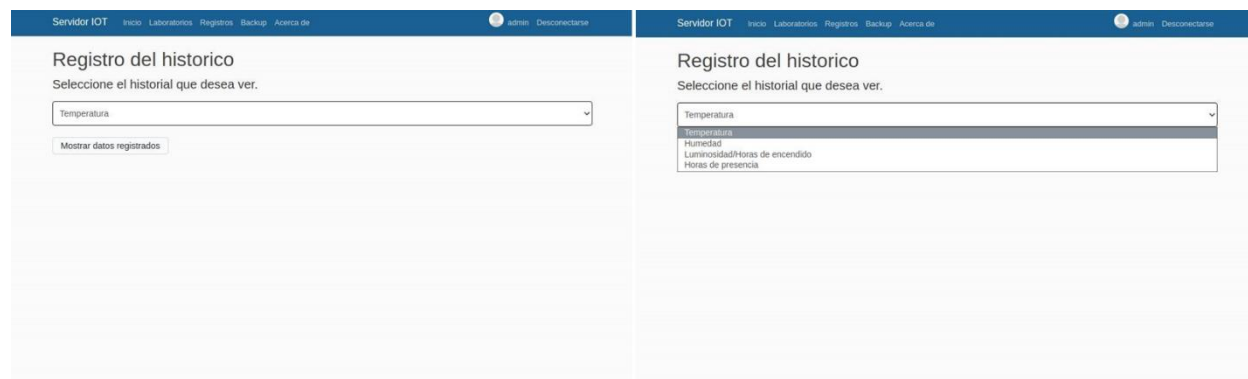 Servidor IOT Inicio Laboratorios Registros Backup Acerca de admin Desconectarse
Registro del historico
Seleccione el historial que desea ver.
Temperatura
Mostrar datos registrados
Servidor IOT Inicio Laboratorios Registros Backup Acerca de admin Desconectarse
Registro del historico
Seleccione el historial que desea ver.
Temperatura
Temperatura
Humedad
Luminosidad/Horas de encendido
Horas de presencia